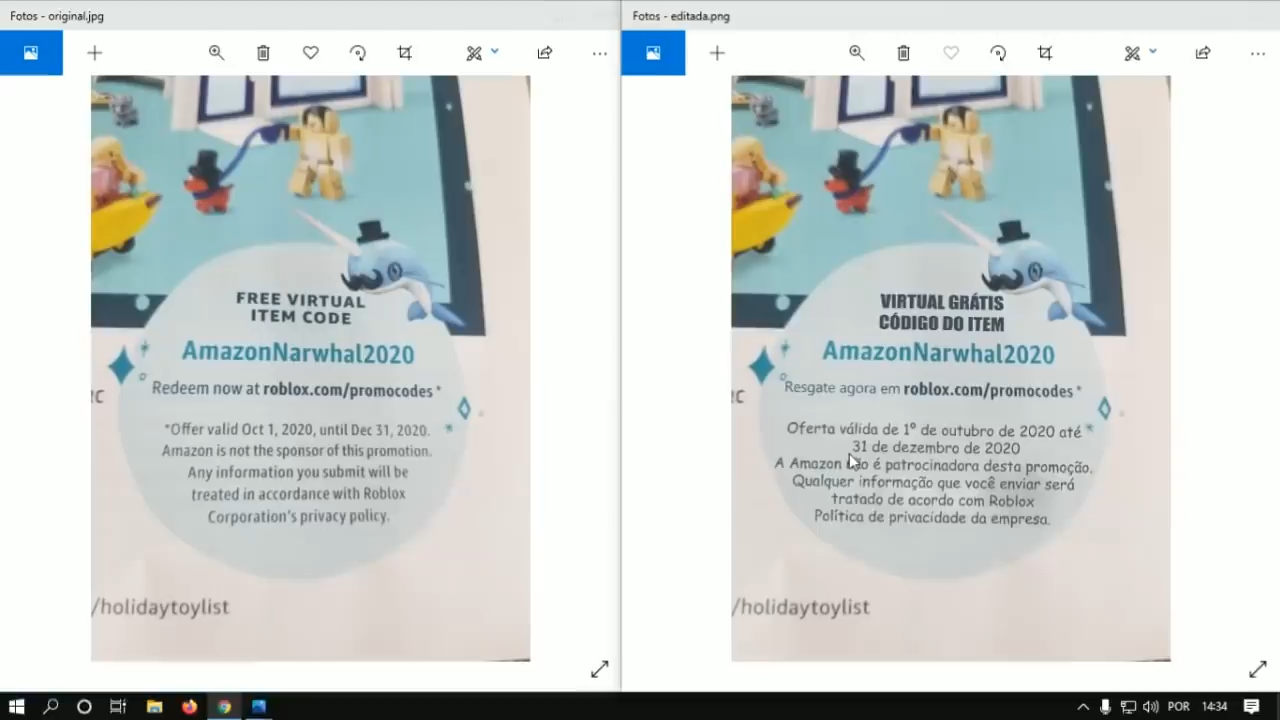 Fotos - original.jpg
FREE VIRTUAL
ITEM CODE
AmazonNarwhal2020
Redeem now at roblox.com/promocodes*
RC
*Offer valid Oct 1, 2020, until Dec 31, 2020.
Amazon is not the sponsor of this promotion.
Any information you submit will be
treated in accordance with Roblox
Corporation's privacy policy.
/holidaytoylist
Fotos - editada.png
VIRTUAL GRÁTIS
CÓDIGO DO ITEM
AmazonNarwhal2020
Resgate agora em roblox.com/promocodes*
RC
Oferta válida de 1º de outubro de 2020 até *
31 de dezembro de 2020
A Amazon não é patrocinadora desta promoção.
Qualquer informação que você enviar será
tratado de acordo com Roblox
Política de privacidade da empresa.
/holidaytoylist
POR
14:34